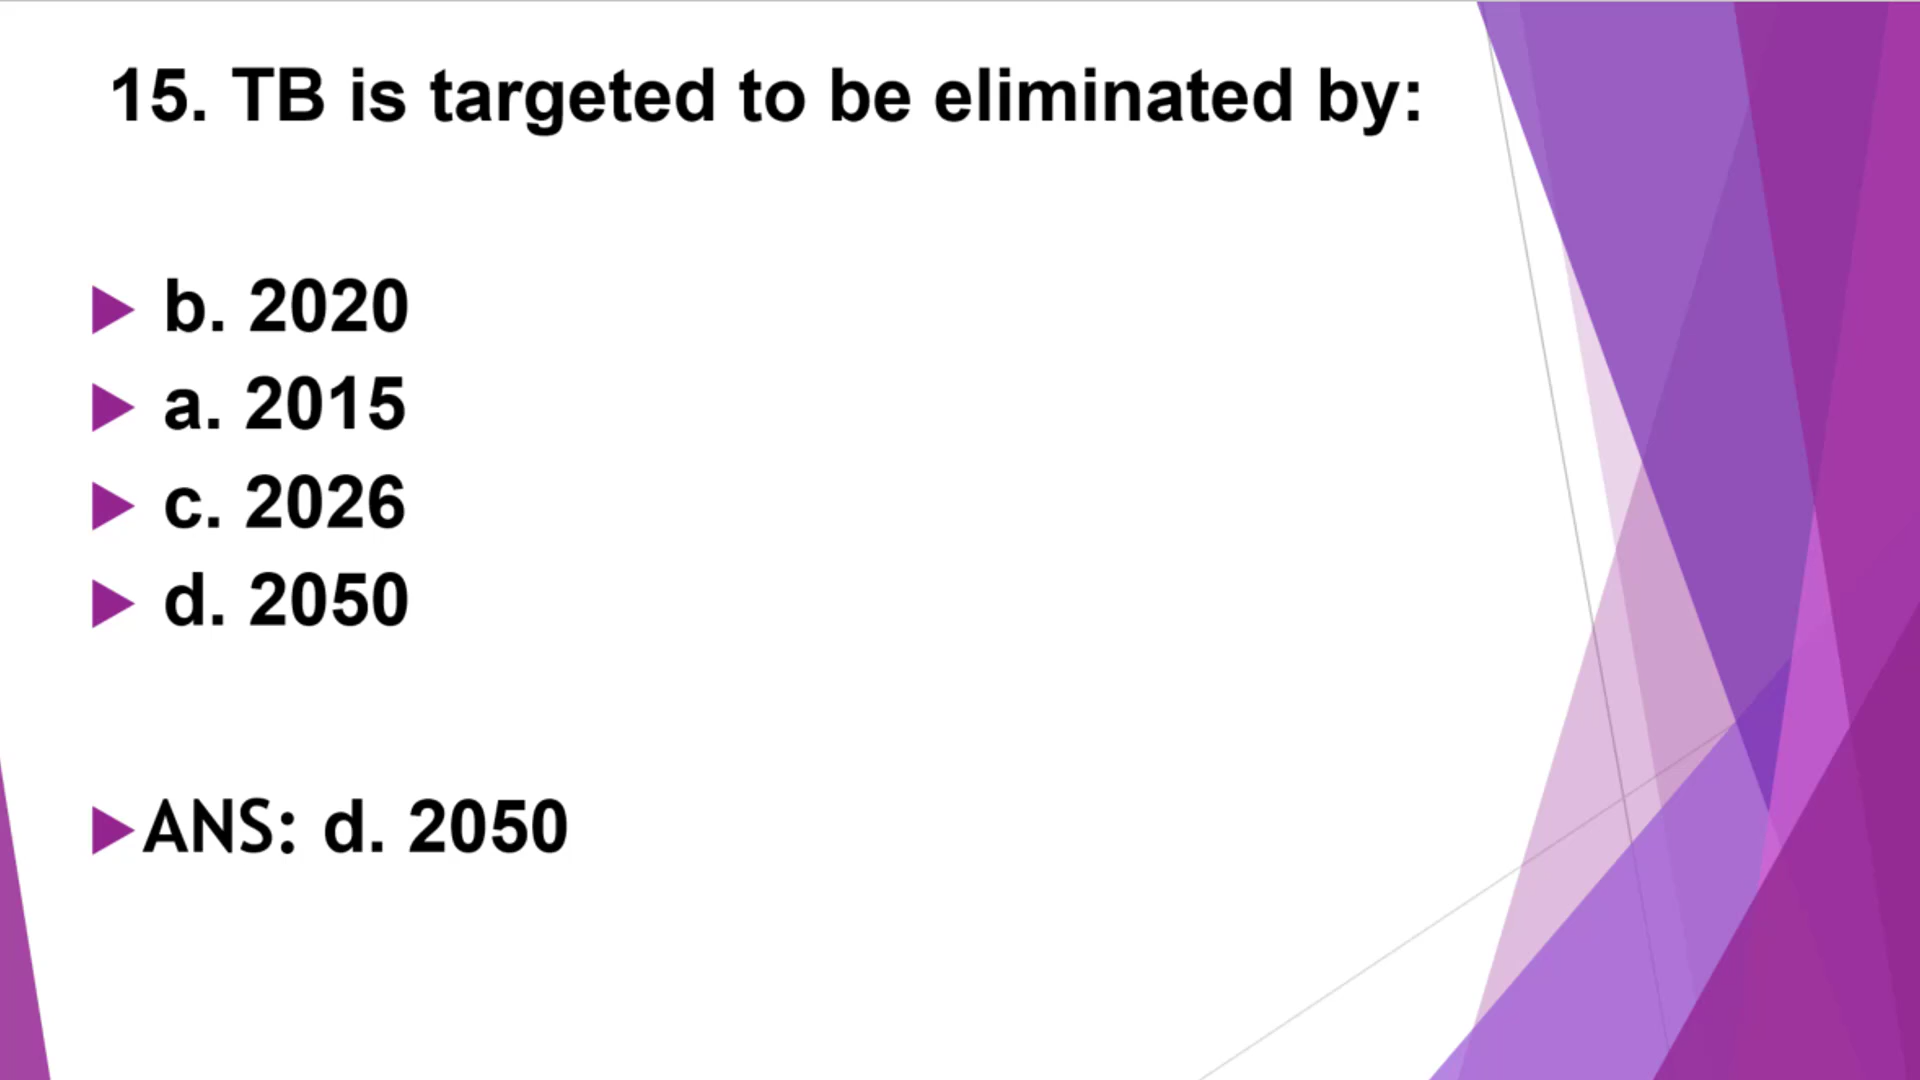 15. TB is targeted to be eliminated by:
b. 2020
a. 2015
c. 2026
d. 2050
ANS: d. 2050